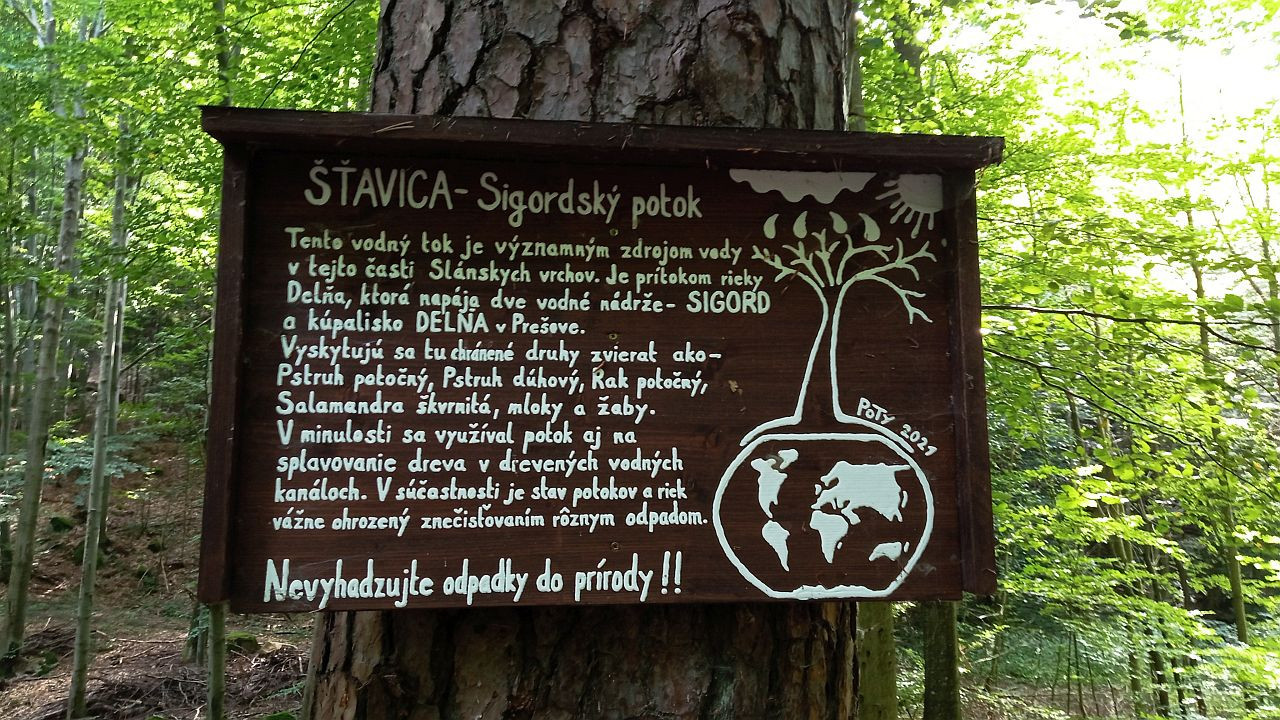 ŠŤAVICA - Sigordský potok
Tento vodný tok je významným zdrojom vody
v tejto časti Slánskych vrchov. Je prítokom rieky
Delňa, ktorá napája dve vodné nádrže - SIGORD
a kúpalisko DELŇA v Prešove.
Vyskytujú sa tu chránené druhy zvierat ako -
Pstruh potočný, Pstruh dúhový, Rak potočný,
Salamandra škvrnitá, mloky a žaby.
V minulosti sa využíval potok aj na
splavovanie dreva v drevených vodných
kanáloch. V súčastnosti je stav potokov a riek
vážne ohrozený znečisťovaním rôznym odpadom.
Nevyhadzujte odpadky do prírody!!
POTY 2021